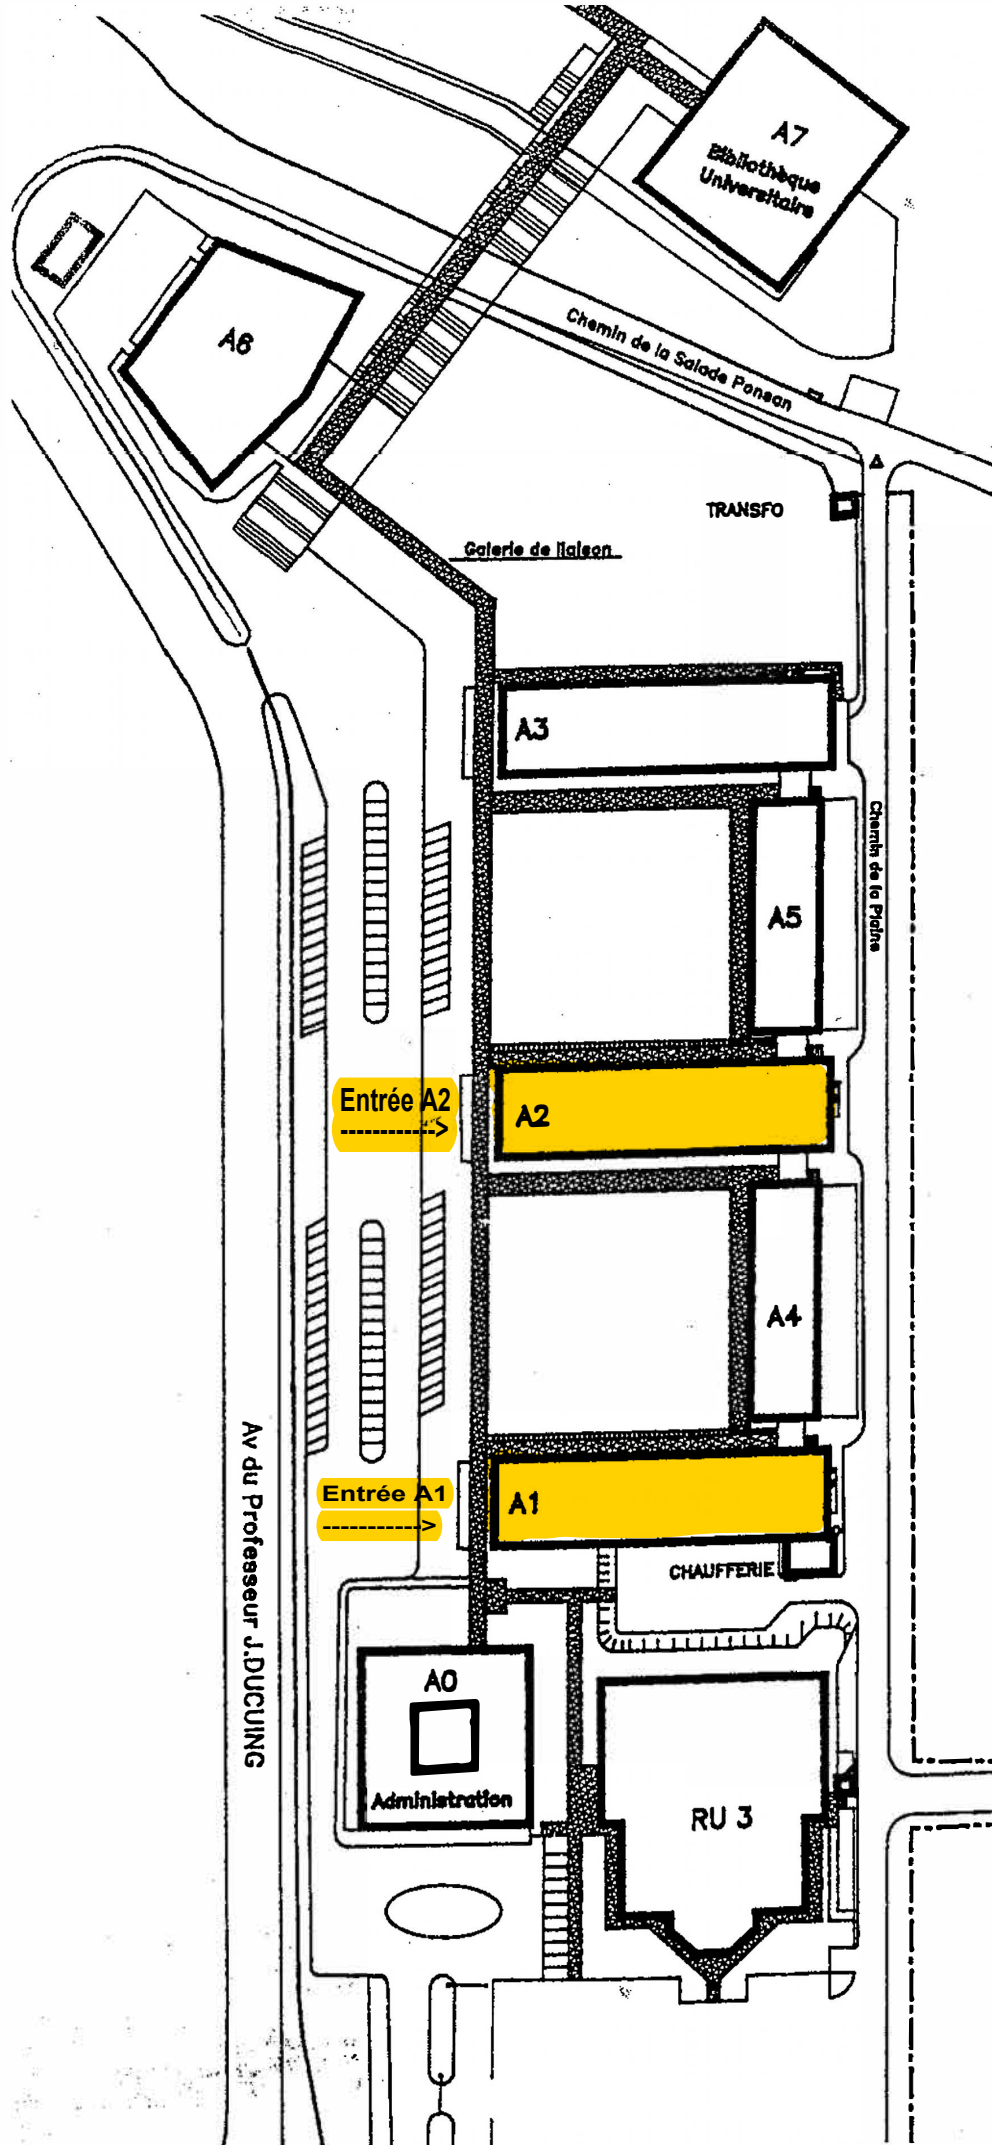 A7
Bibliothèque
Universitaire
A6
Chemin de la Salade Ponsan
TRANSFO
Galerie de liaison
A3
Chemin de la Plaine
A5
Entrée A2
------------>
A2
A4
Av du Professeur J.DUCUING
Entrée A1
------------>
A1
CHAUFFERIE
A0
Administration
RU 3